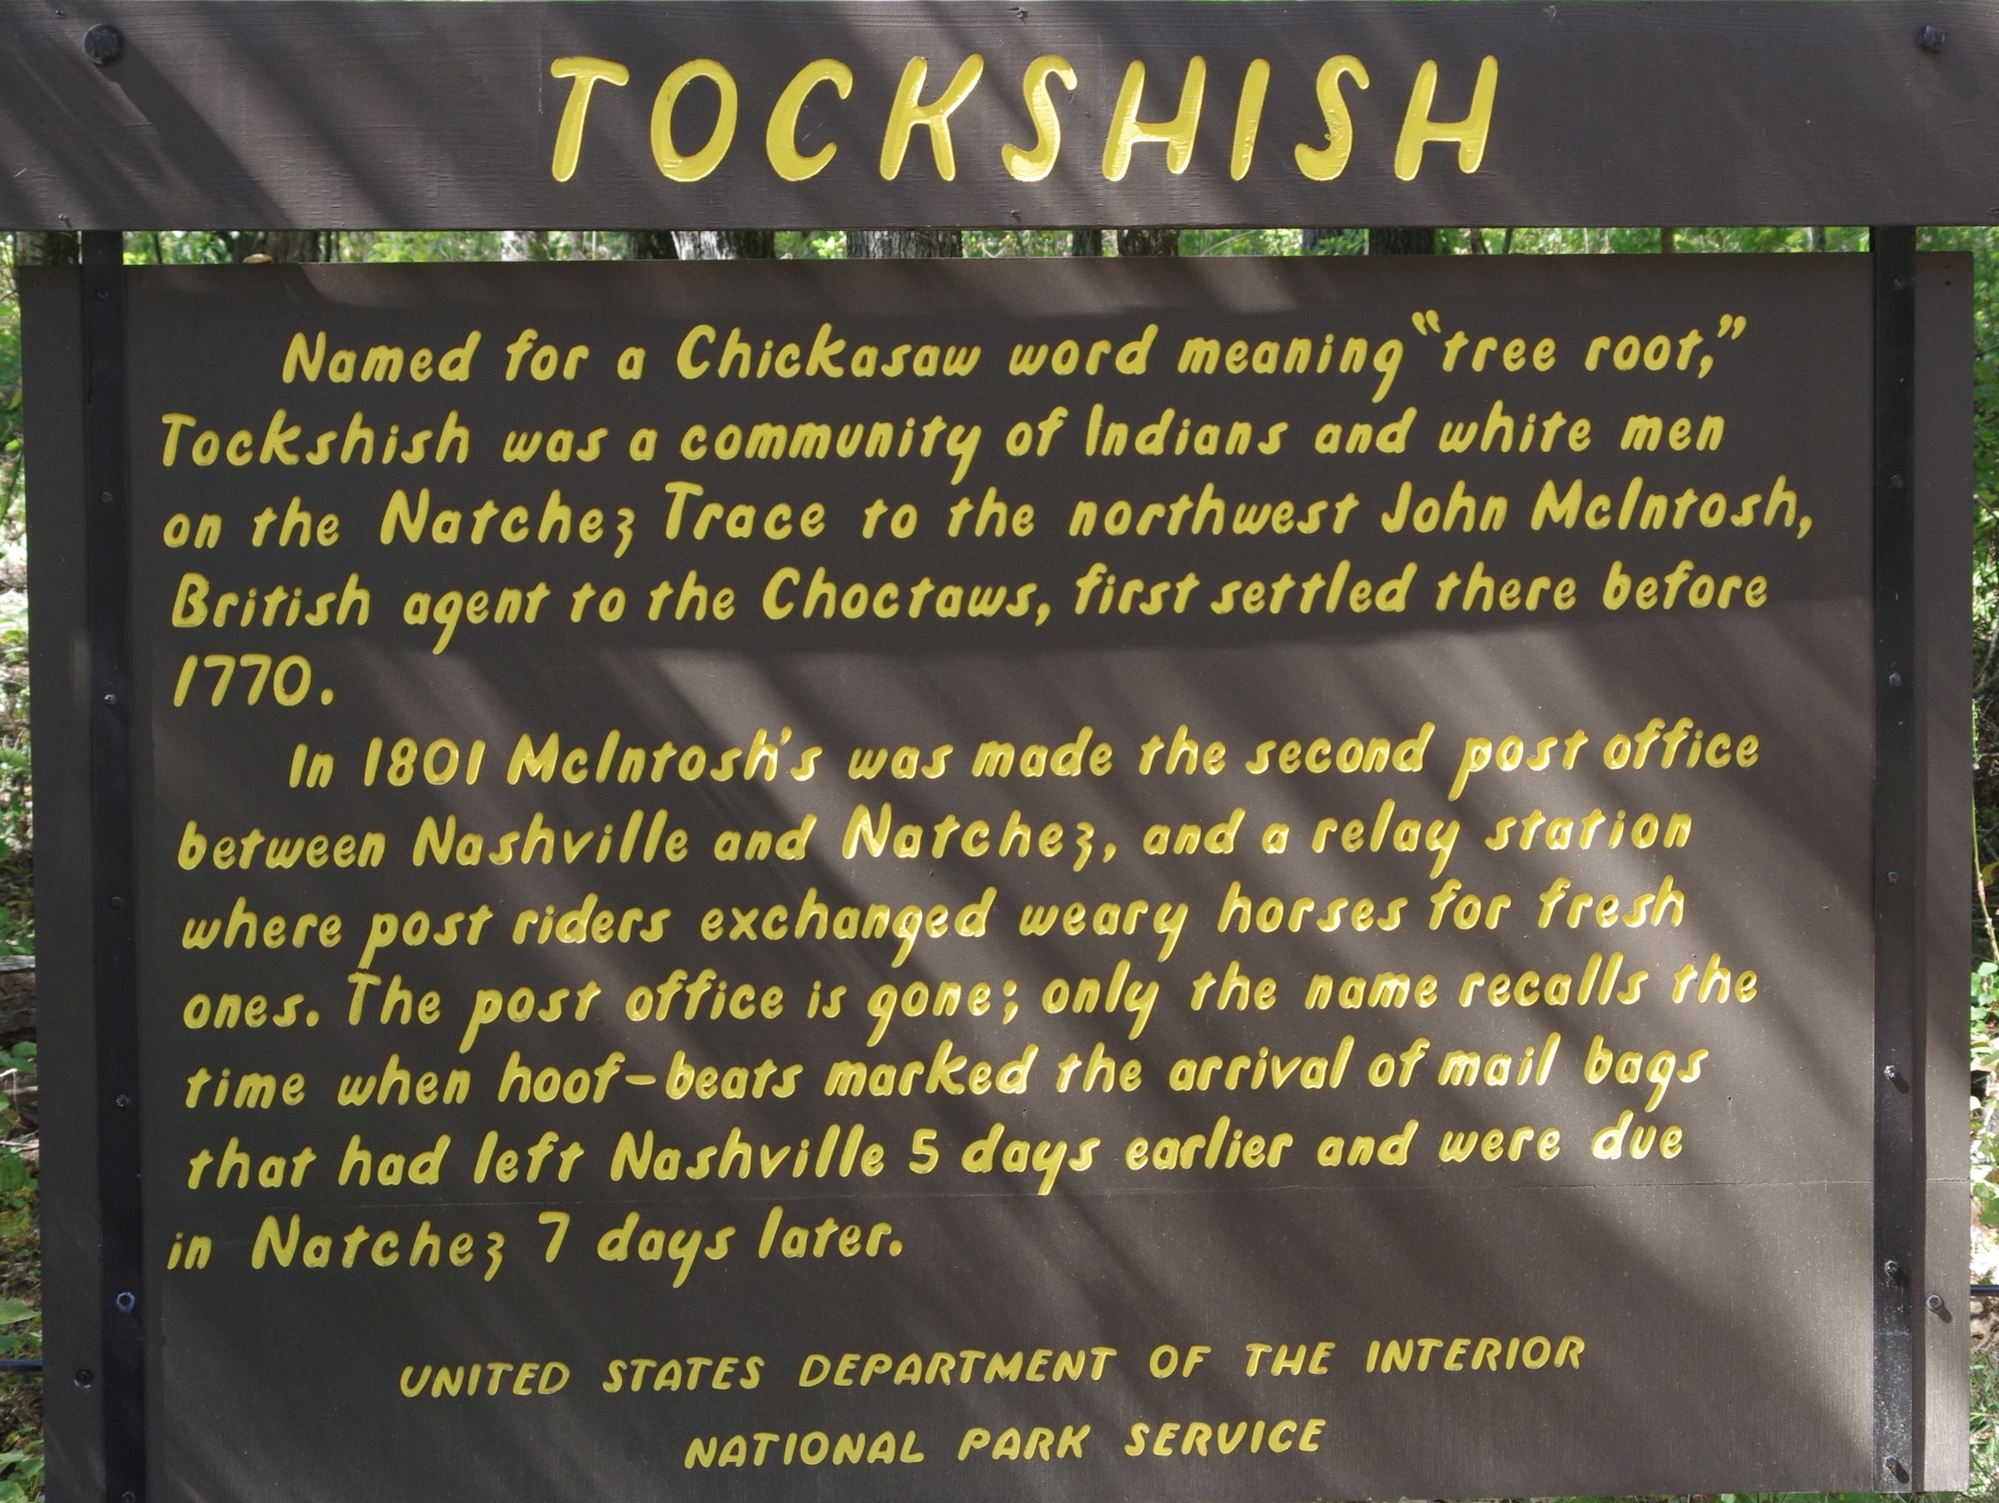 TOCKSHISH
Named for a Chickasaw word meaning "tree root,"
Tockshish was a community of Indians and white men
on the Natchez Trace to the northwest John McIntosh,
British agent to the Choctaws, first settled there before
1770.
In 1801 McIntosh's was made the second post office
between Nashville and Natchez, and a relay station
where post riders exchanged weary horses for fresh
ones. The post office is gone; only the name recalls the
time when hoof-beats marked the arrival of mail bags
that had left Nashville 5 days earlier and were due
in Natchez 7 days later.
UNITED STATES DEPARTMENT OF THE INTERIOR
NATIONAL PARK SERVICE